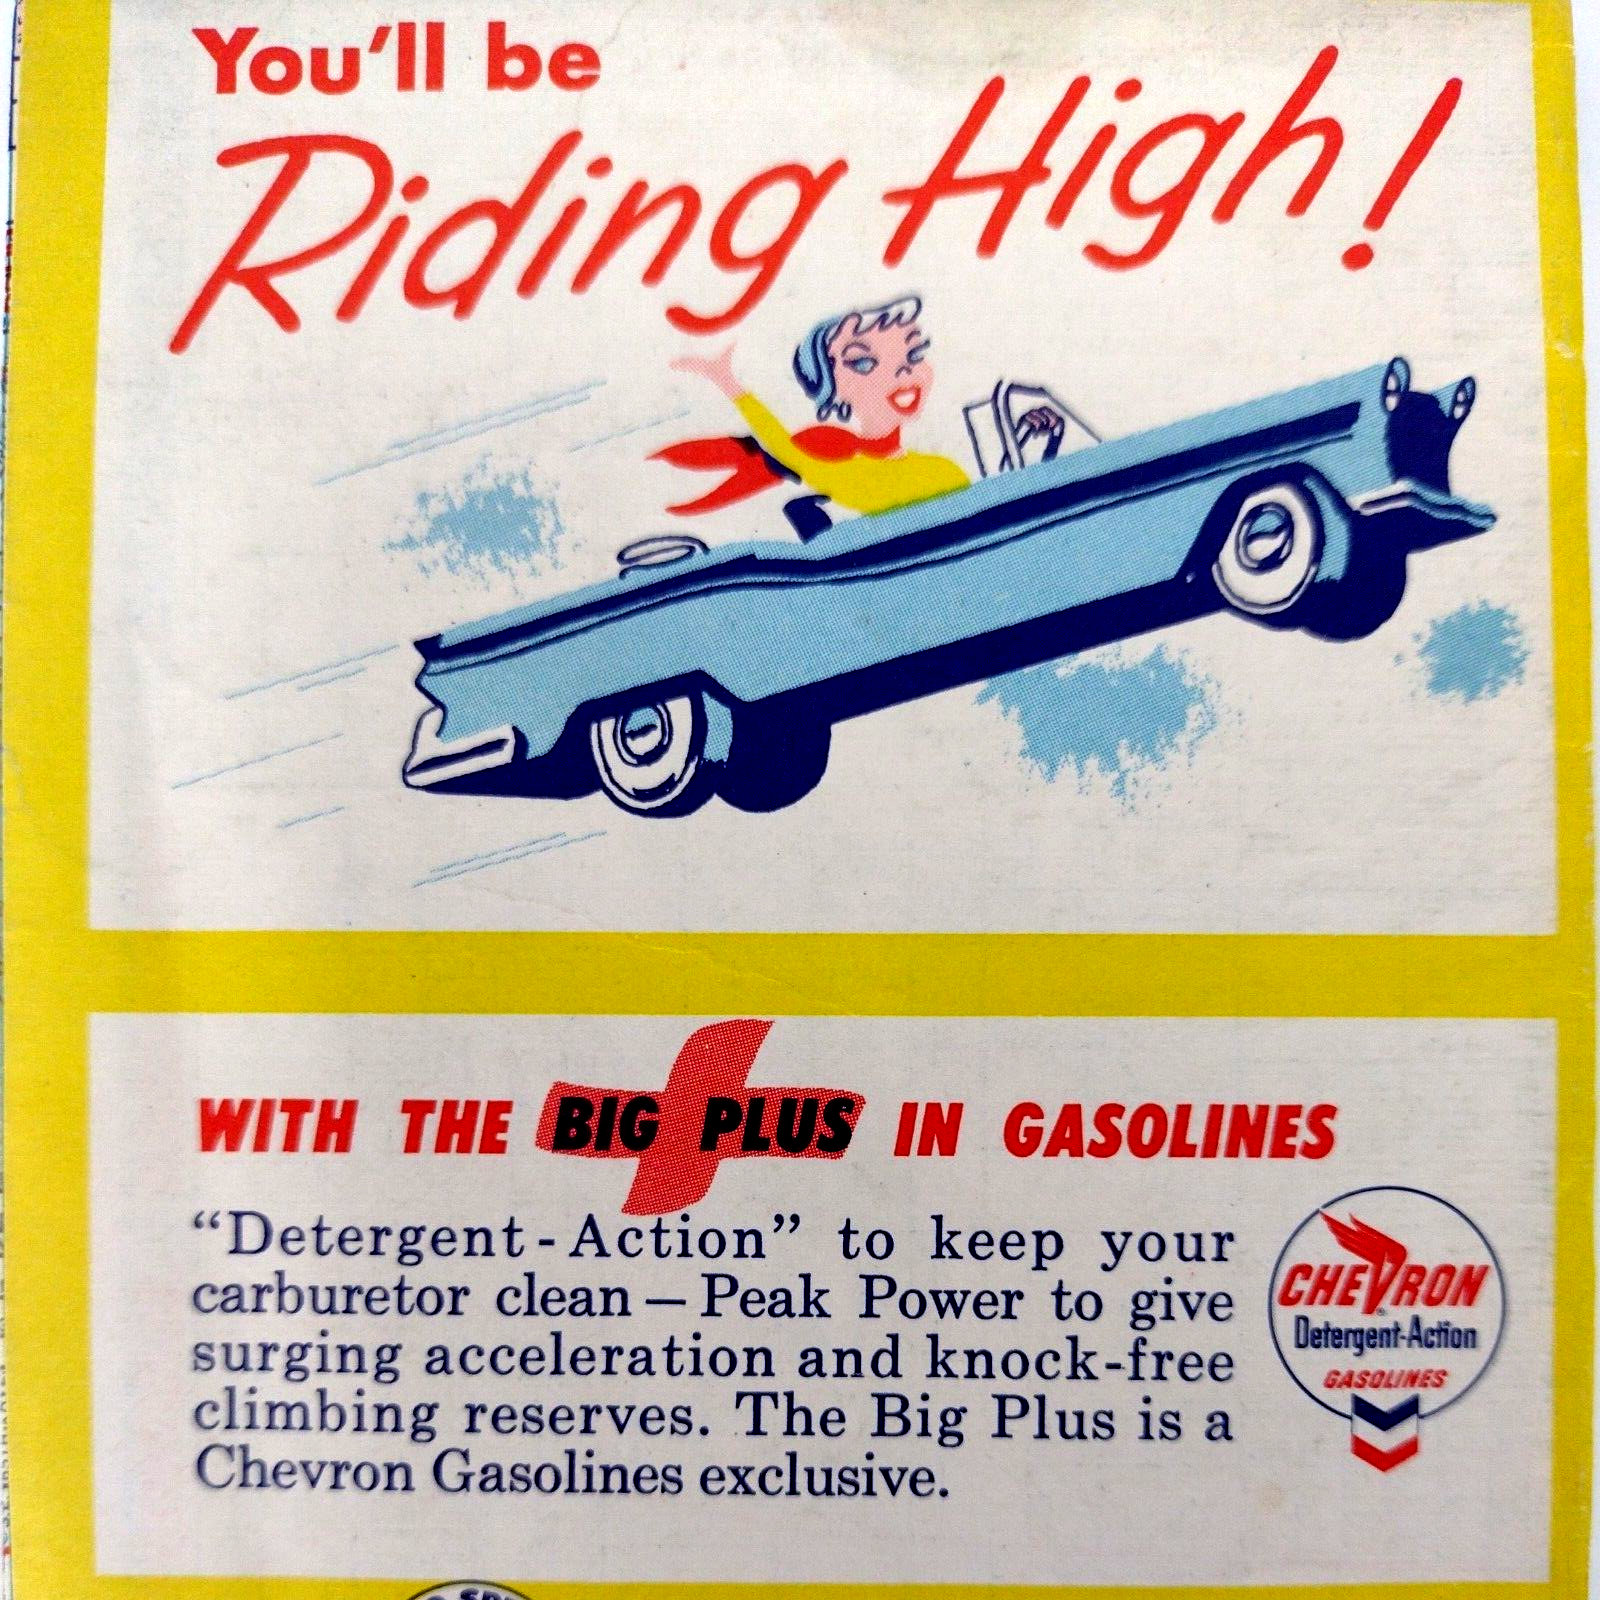 You'll be
Riding High!
WITH THE BIG PLUS IN GASOLINES
“Detergent-Action” to keep your
carburetor clean — Peak Power to give
surging acceleration and knock-free
climbing reserves. The Big Plus is a
Chevron Gasolines exclusive.
CHEVRON
Detergent-Action
GASOLINES